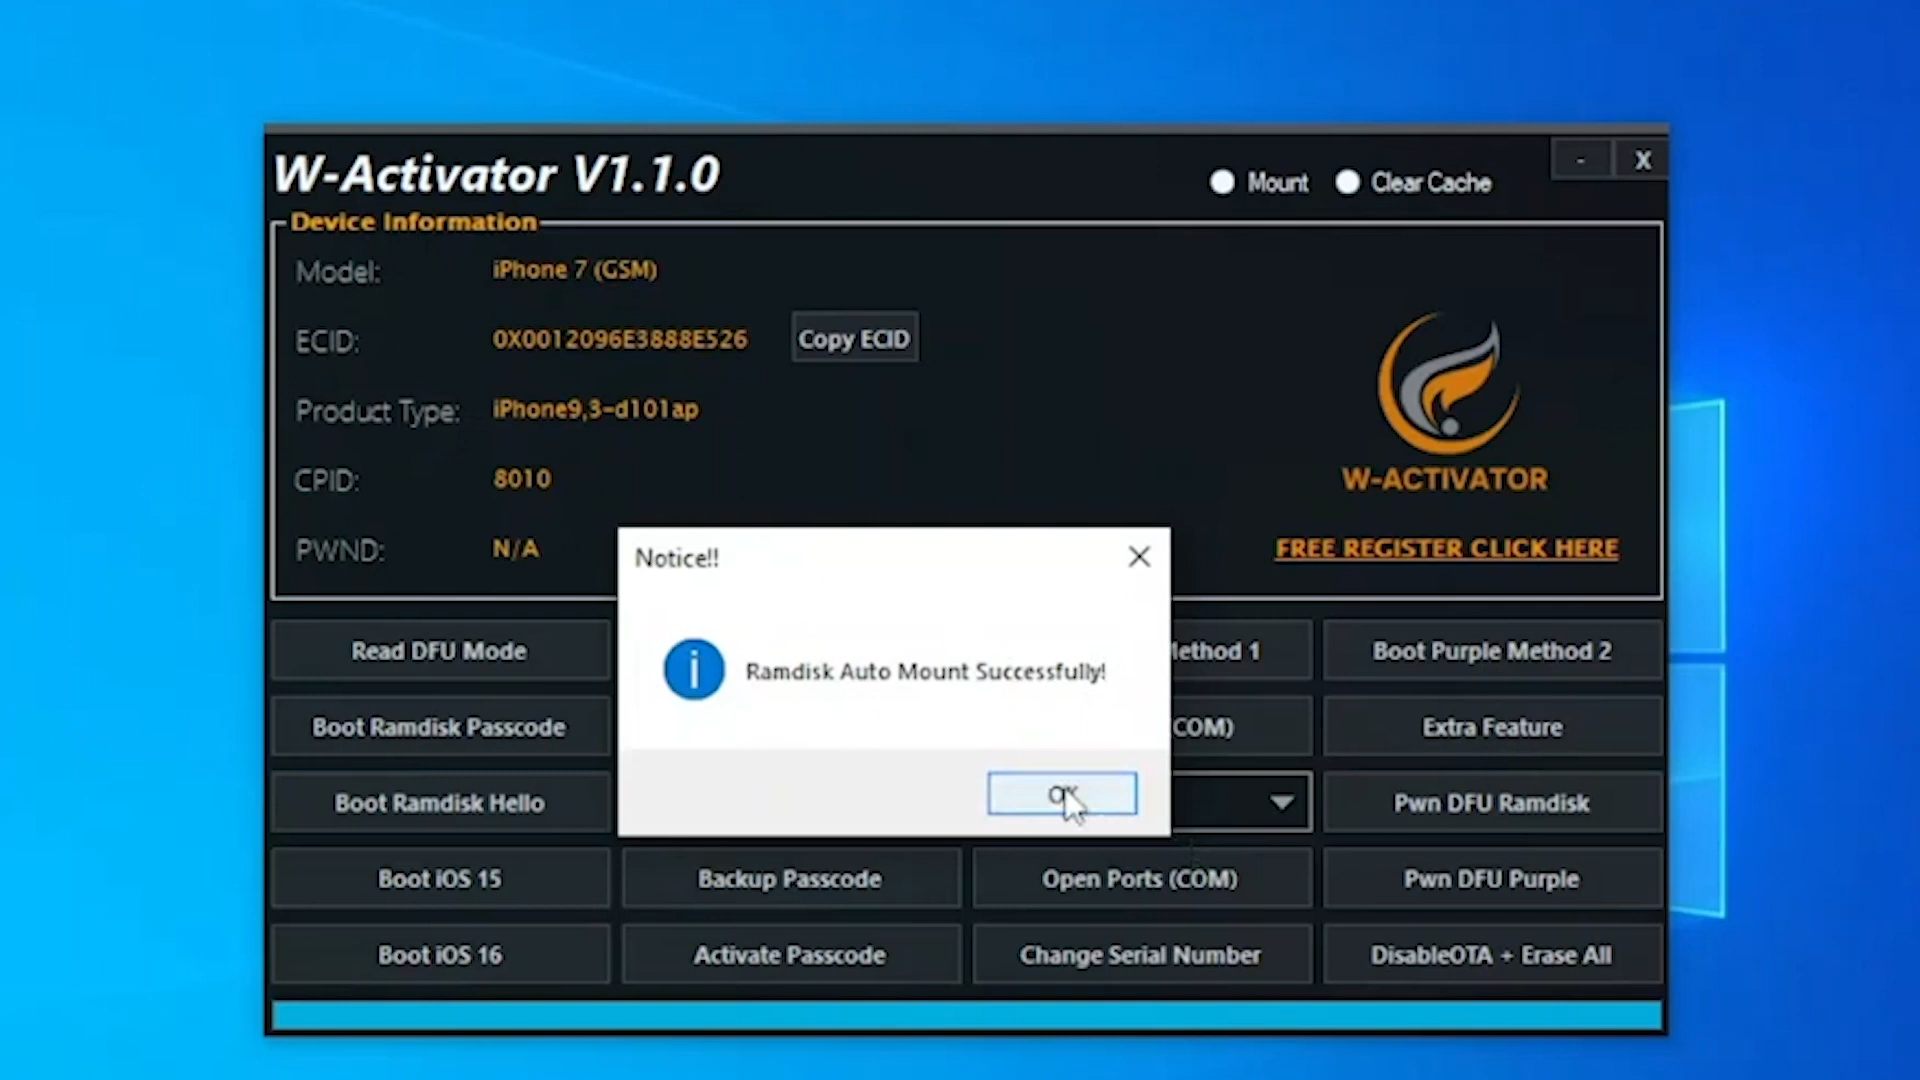 W-Activator V1.1.0
Mount
Clear Cache
-
X
Device Information
Model: iPhone 7 (GSM)
ECID: 0X0012096E3888E526
Copy ECID
Product Type: iPhone9,3-d101ap
CPID: 8010
PWND: N/A
W-ACTIVATOR
FREE REGISTER CLICK HERE
Notice!!
Ramdisk Auto Mount Successfully!
OK
Read DFU Mode
1
Boot Purple Method 2
Boot Ramdisk Passcode
(COM)
Extra Feature
Boot Ramdisk Hello
Pwn DFU Ramdisk
Boot iOS 15
Backup Passcode
Open Ports (COM)
Pwn DFU Purple
Boot iOS 16
Activate Passcode
Change Serial Number
DisableOTA + Erase All